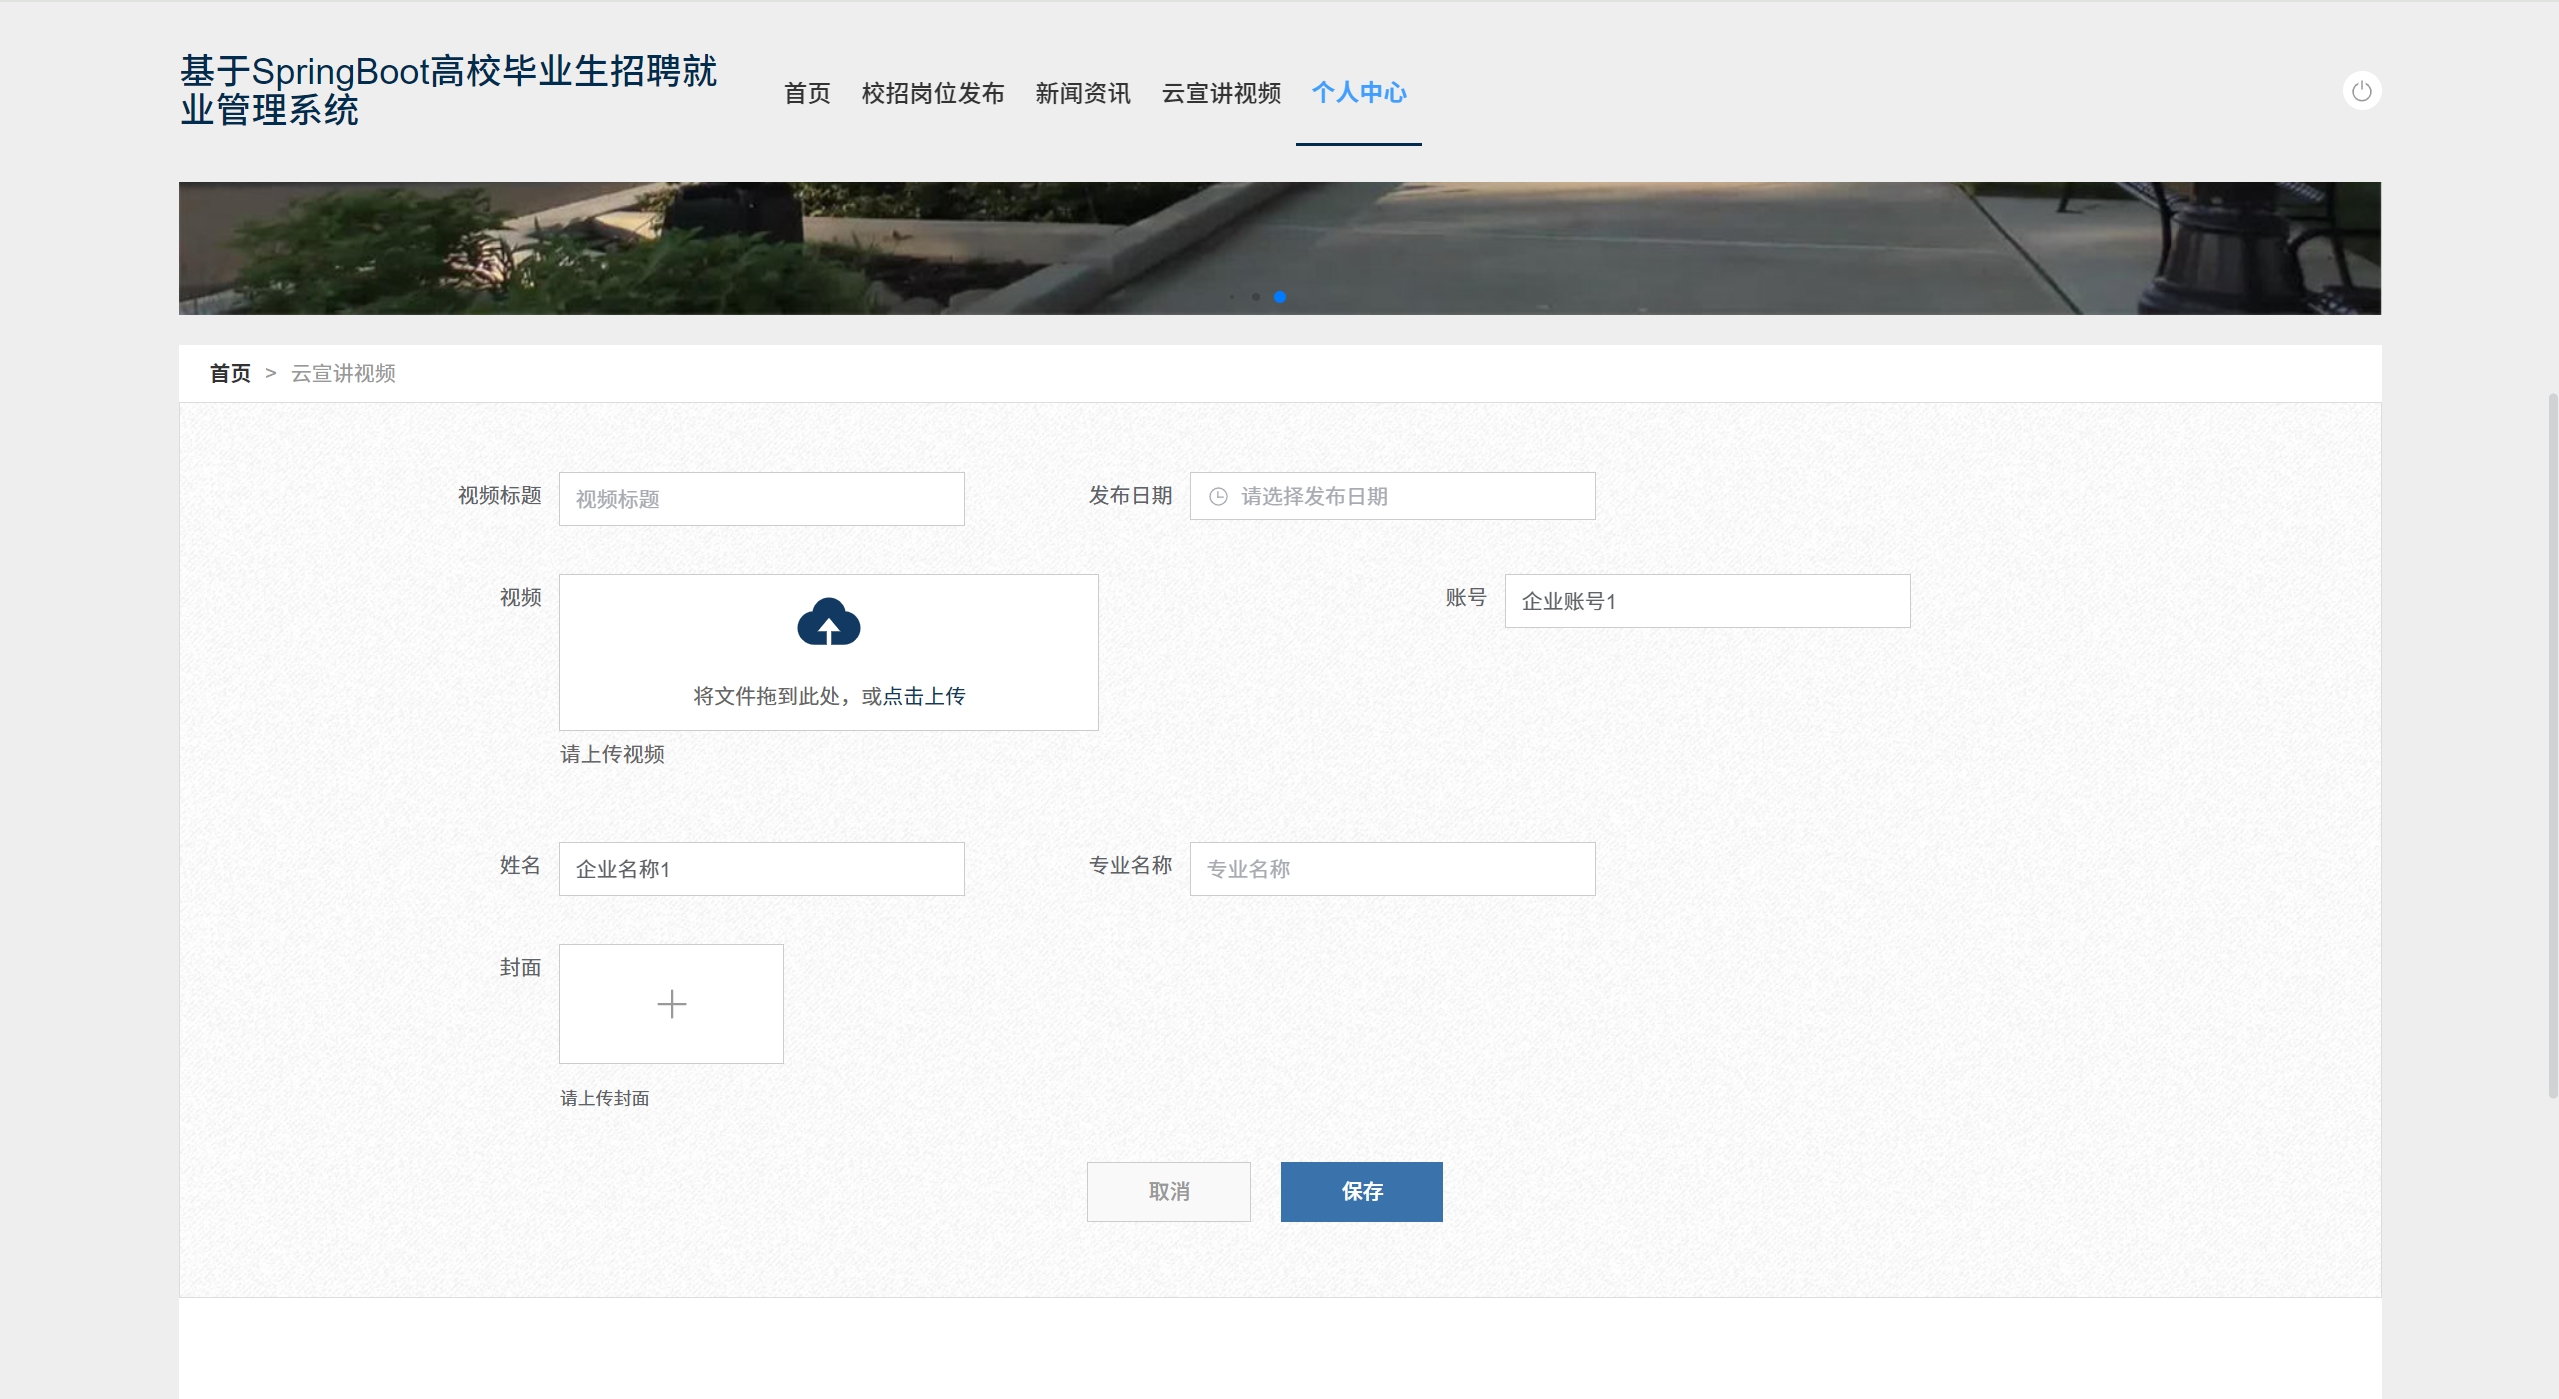 基于SpringBoot高校毕业生招聘就
业管理系统
首页 校招岗位发布 新闻资讯 云宣讲视频 个人中心
首页 > 云宣讲视频
视频标题 视频标题 发布日期 请选择发布日期
视频 账号 企业账号1
将文件拖到此处，或点击上传
请上传视频
姓名 企业名称1 专业名称 专业名称
封面
请上传封面
取消 保存